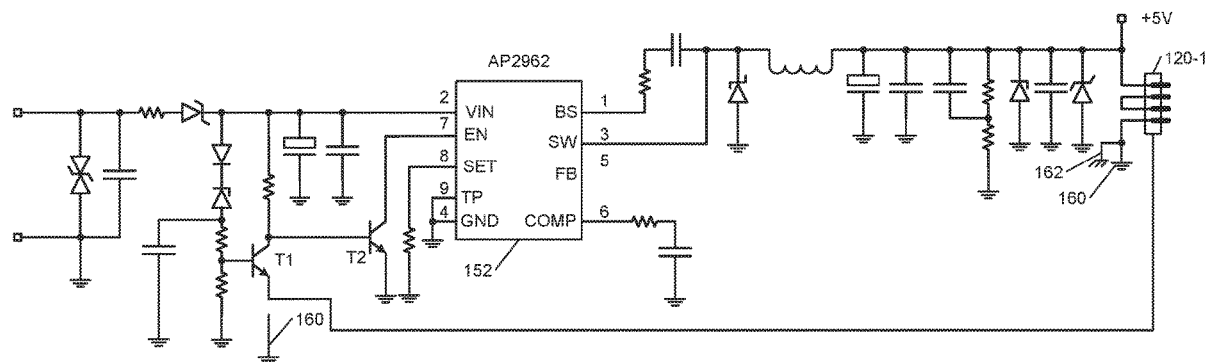 +5V
120-1
AP2962
2
VIN
BS
1
7
EN
SW
3
8
SET
FB
5
9
TP
4
GND
COMP
6
152
T1
T2
160
162
160